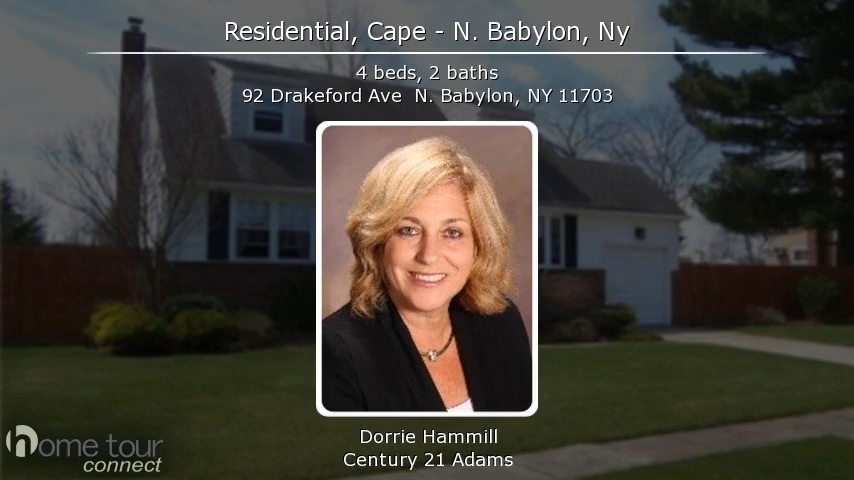 Residential, Cape - N. Babylon, Ny
4 beds, 2 baths
92 Drakeford Ave N. Babylon, NY 11703
Dorrie Hammill
Century 21 Adams
home tour
connect